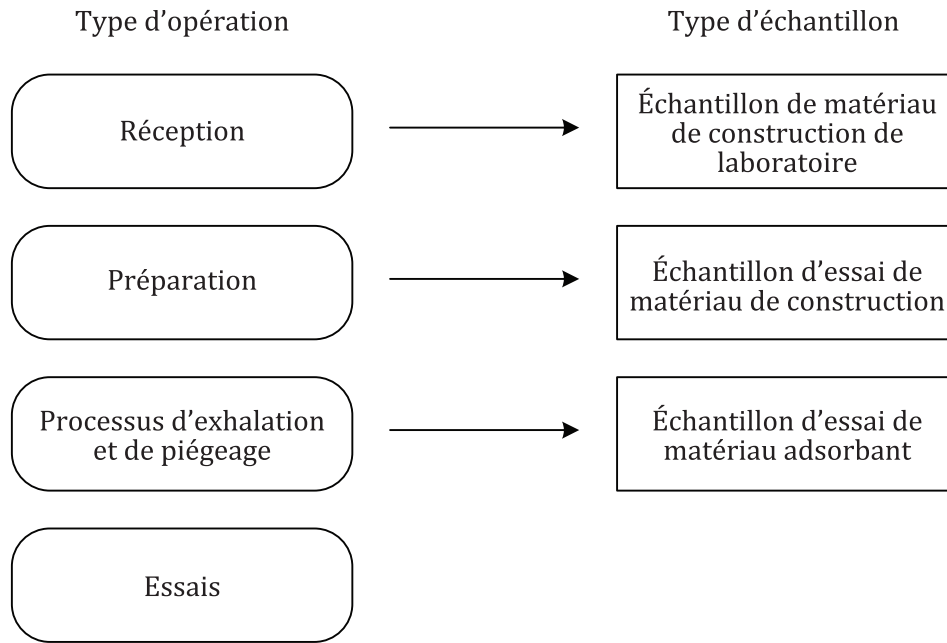 Type d’opération
Type d’échantillon
Réception
Échantillon de matériau
de construction de
laboratoire
Préparation
Échantillon d’essai de
matériau de construction
Processus d’exhalation
et de piégeage
Échantillon d’essai de
matériau adsorbant
Essais